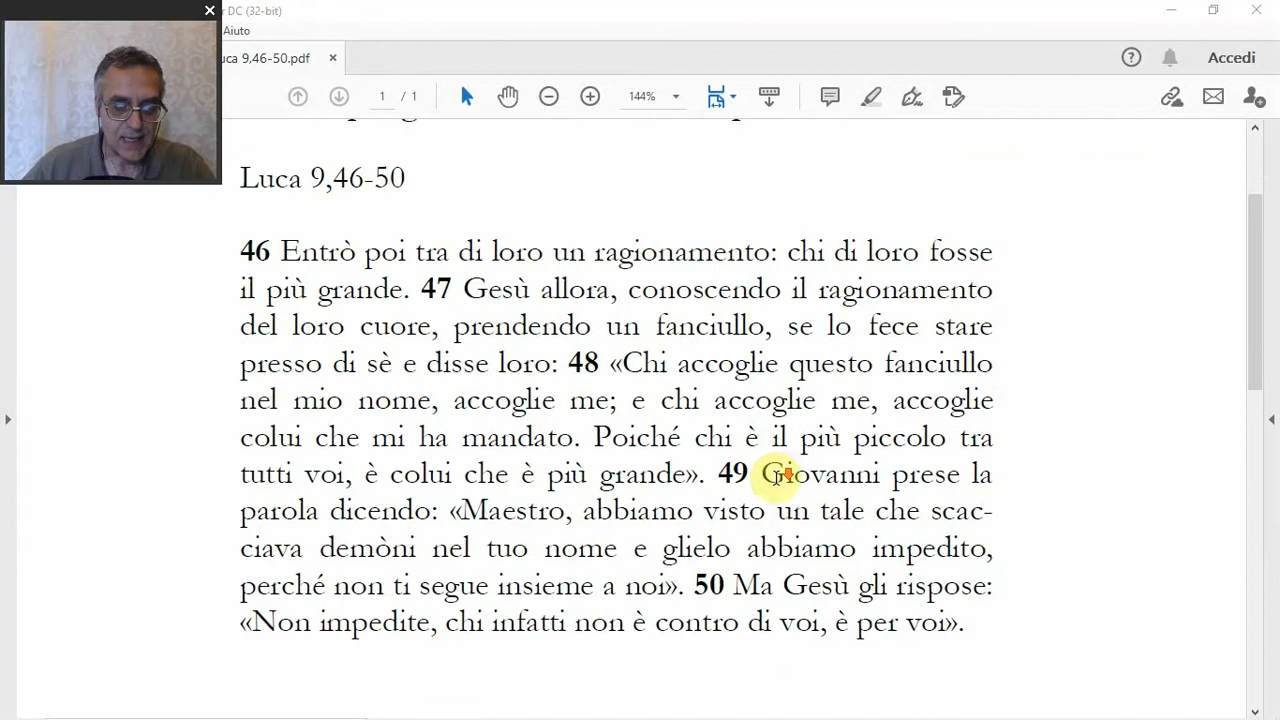 r DC (32-bit)
Aiuto
uca 9,46-50.pdf
Accedi
1 / 1
144%
Luca 9,46-50
46 Entrò poi tra di loro un ragionamento: chi di loro fosse
il più grande. 47 Gesù allora, conoscendo il ragionamento
del loro cuore, prendendo un fanciullo, se lo fece stare
presso di sè e disse loro: 48 «Chi accoglie questo fanciullo
nel mio nome, accoglie me; e chi accoglie me, accoglie
colui che mi ha mandato. Poiché chi è il più piccolo tra
tutti voi, è colui che è più grande». 49 Giovanni prese la
parola dicendo: «Maestro, abbiamo visto un tale che scac-
ciava demòni nel tuo nome e glielo abbiamo impedito,
perché non ti segue insieme a noi». 50 Ma Gesù gli rispose:
«Non impedite, chi infatti non è contro di voi, è per voi».